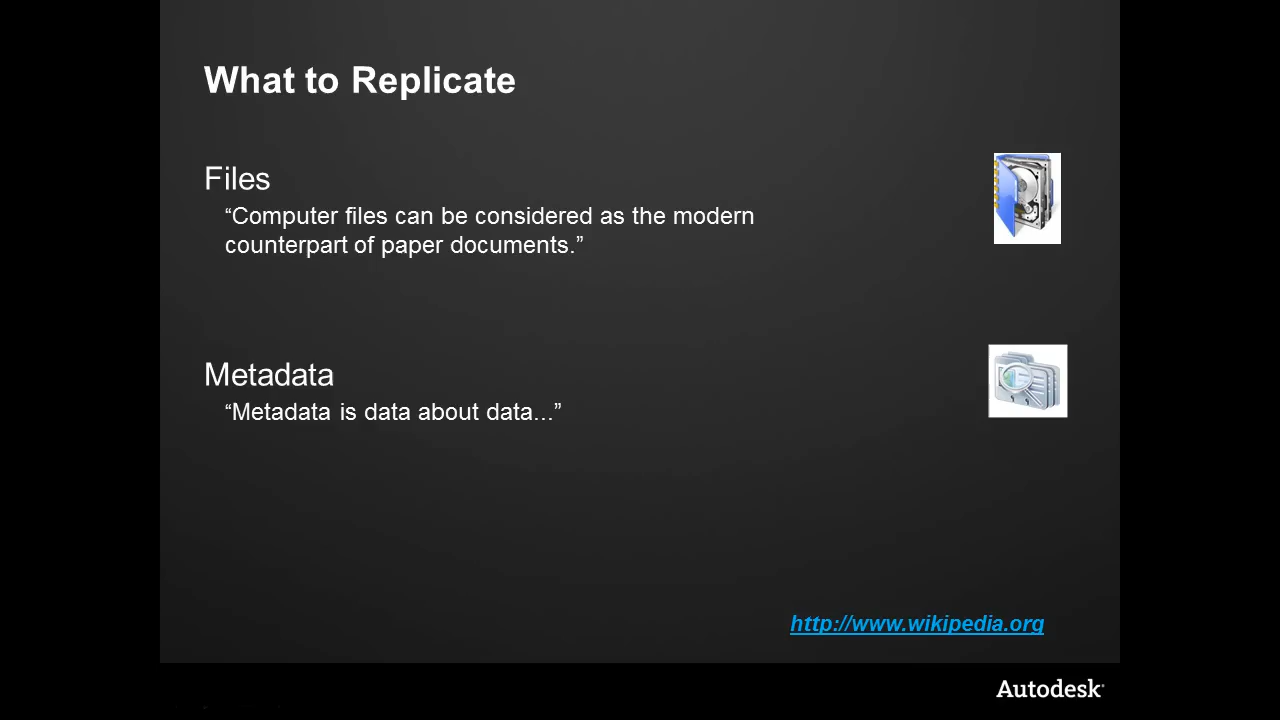 What to Replicate
Files
“Computer files can be considered as the modern
counterpart of paper documents.”
Metadata
“Metadata is data about data...”
http://www.wikipedia.org
Autodesk